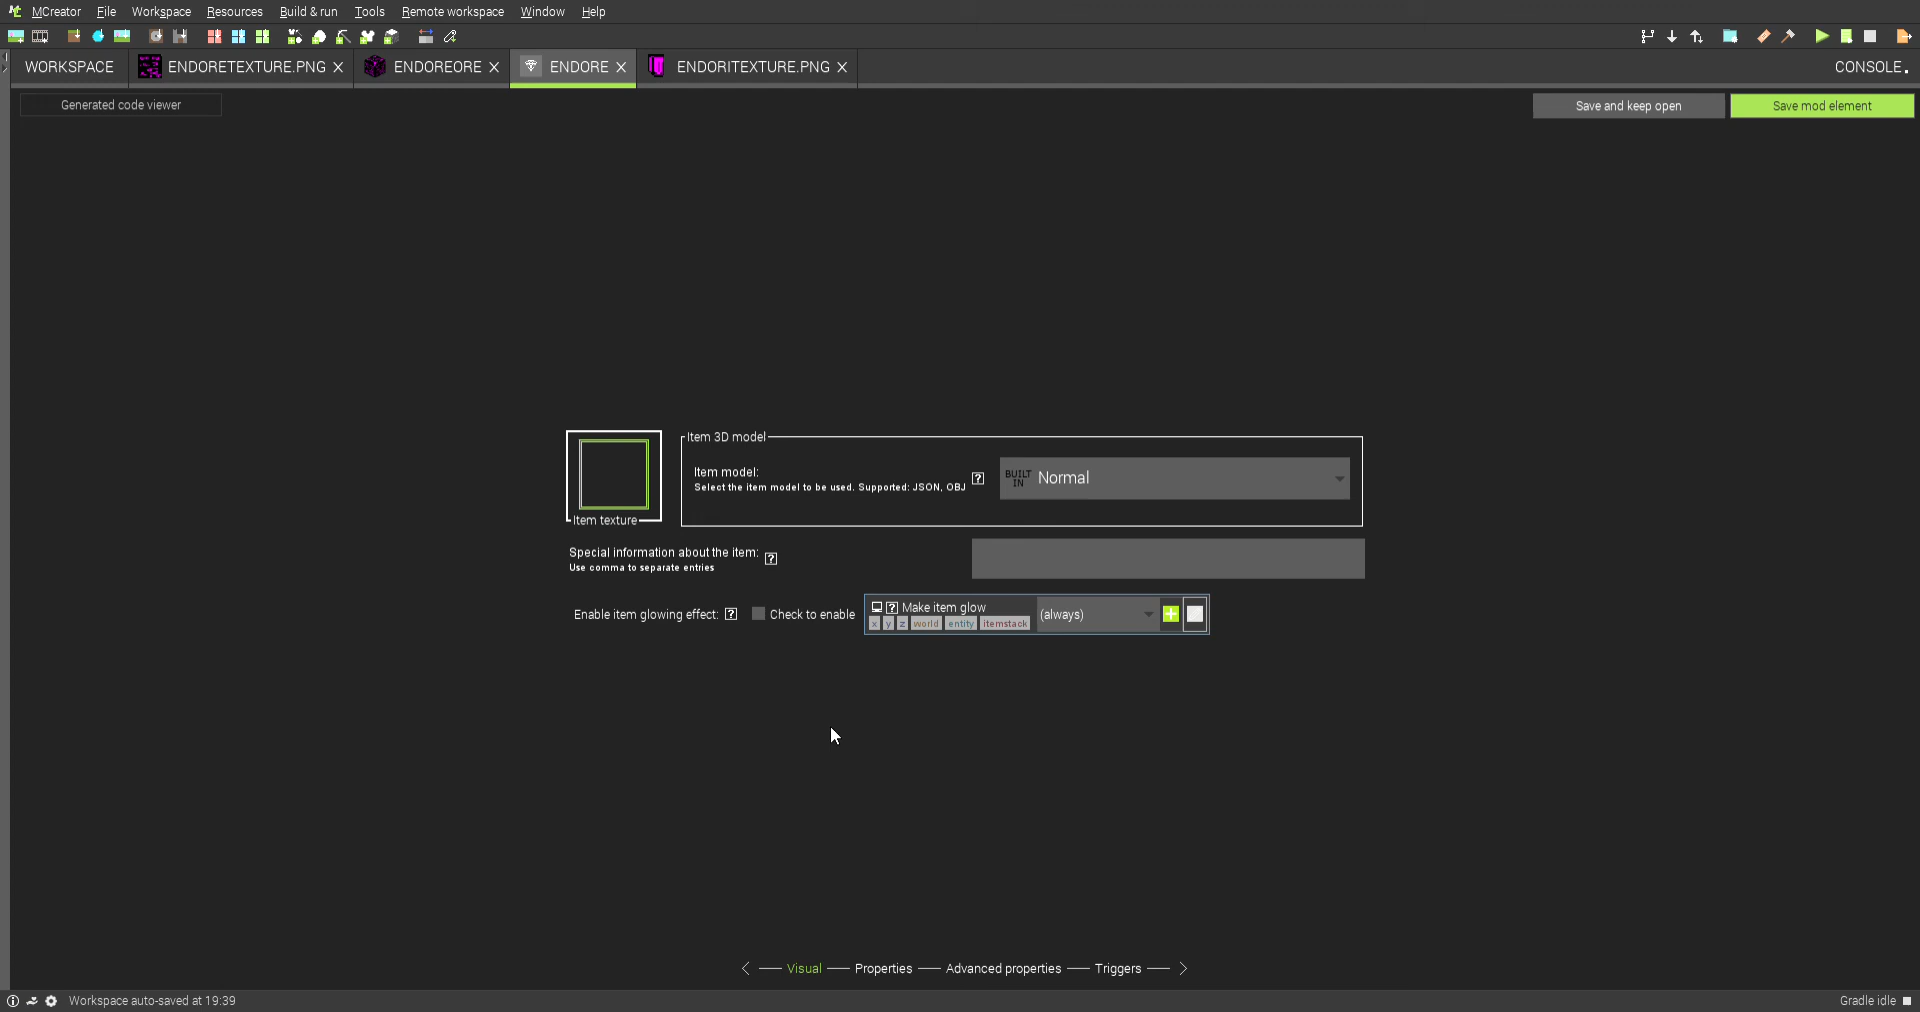 MCreator File Workspace Resources Build & run Tools Remote workspace Window Help
WORKSPACE ENDORETEXTURE.PNG ENDOREORE ENDORE ENDORITEXTURE.PNG CONSOLE.
Generated code viewer Save and keep open Save mod element
Item 3D model
Item model:
Select the item model to be used. Supported: JSON, OBJ ? BUILT IN Normal
Item texture
Special information about the item: ?
Use comma to separate entries
Enable item glowing effect: ? Check to enable ? Make item glow (always)
x y z world entity itemstack
Visual Properties Advanced properties Triggers
Workspace auto-saved at 19:39 Gradle idle